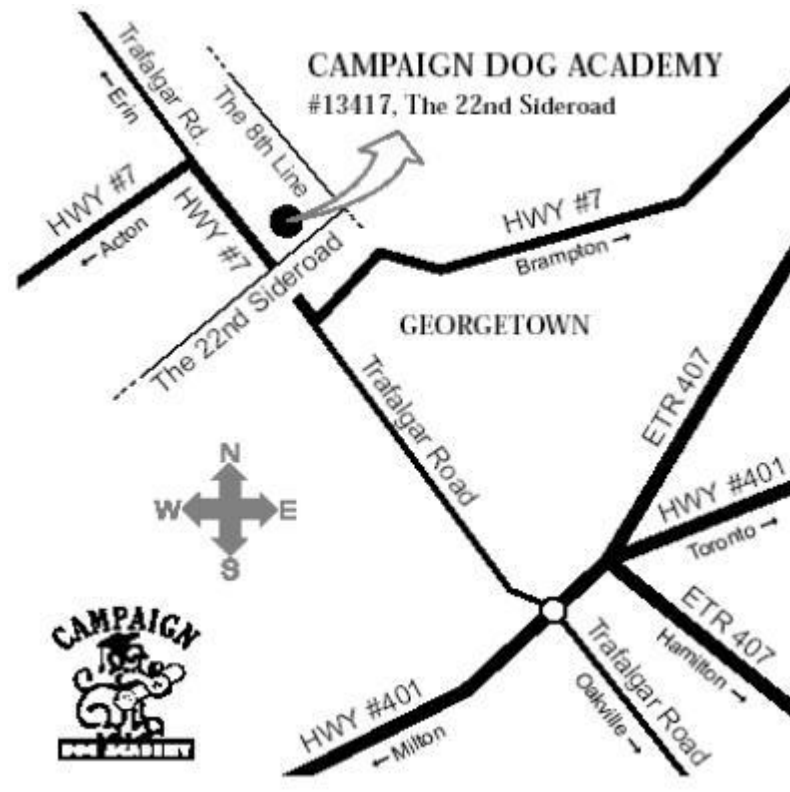 CAMPAIGN DOG ACADEMY
#13417, The 22nd Sideroad
Trafalgar Rd.
←Erin
The 8th Line
HWY #7
← Acton
HWY #7
The 22nd Sideroad
HWY #7
Brampton →
GEORGETOWN
Trafalgar Road
ETR 407
HWY #401
Toronto →
N
W
E
S
ETR 407
Hamilton →
Trafalgar Road
Oakville →
HWY #401
← Milton
CAMPAIGN
DOG ACADEMY